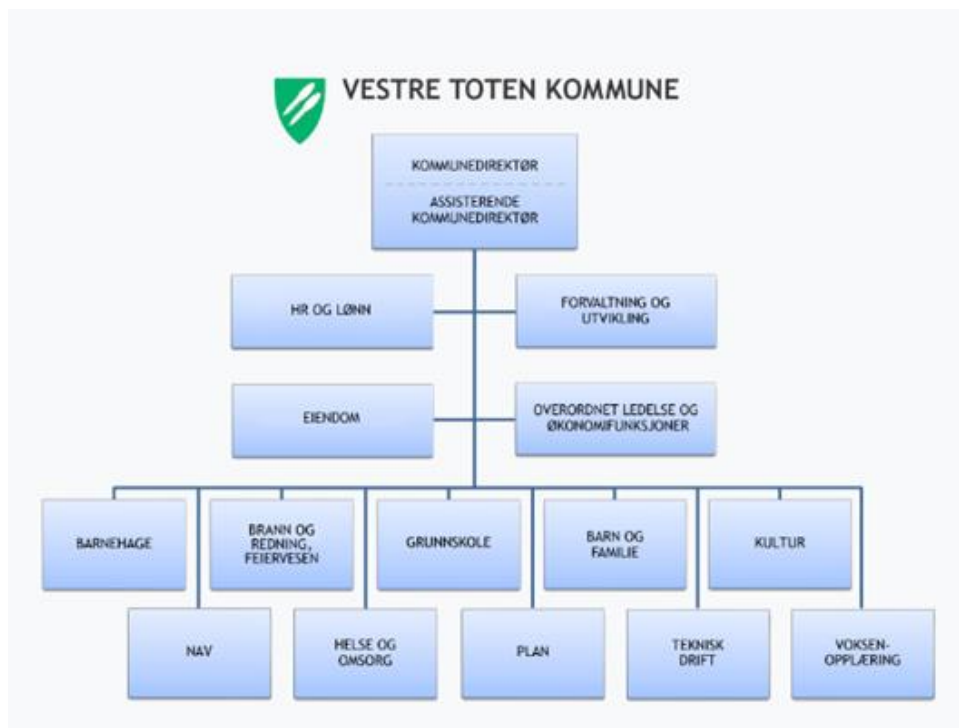 VESTRE TOTEN KOMMUNE
KOMMUNEDIREKTØR
ASSISTERENDE
KOMMUNEDIREKTØR
HR OG LØNN
FORVALTNING OG
UTVIKLING
EIENDOM
OVERORDNET LEDELSE OG
ØKONOMIFUNKSJONER
BARNEHAGE
BRANN OG
REDNING,
FEIERVESEN
GRUNNSKOLE
BARN OG
FAMILIE
KULTUR
NAV
HELSE OG
OMSORG
PLAN
TEKNISK
DRIFT
VOKSEN-
OPPLÆRING